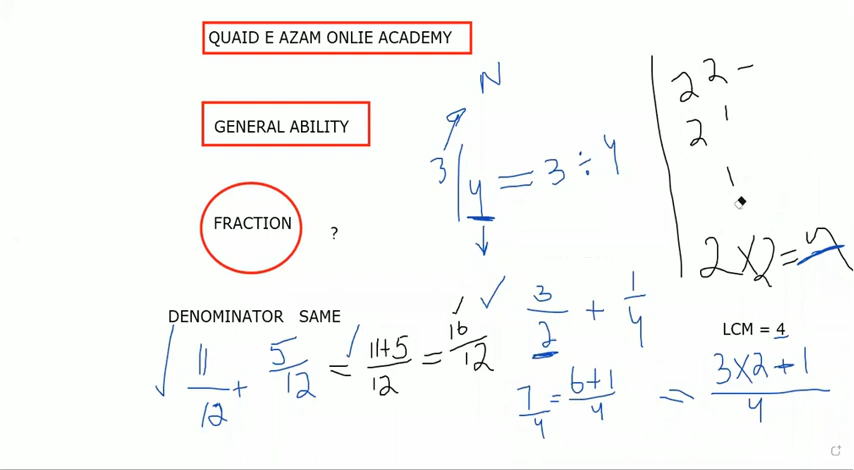 QUAID E AZAM ONLIE ACADEMY
N
GENERAL ABILITY
3/4 = 3 ÷ 4
FRACTION
?
2 2 -
2 1
1
2 X 2 = 4
DENOMINATOR SAME
11/12 + 5/12 = 11+5/12 = 16/12
3/2 + 1/4
LCM = 4
7/4 = 6+1/4 = 3X2+1/4